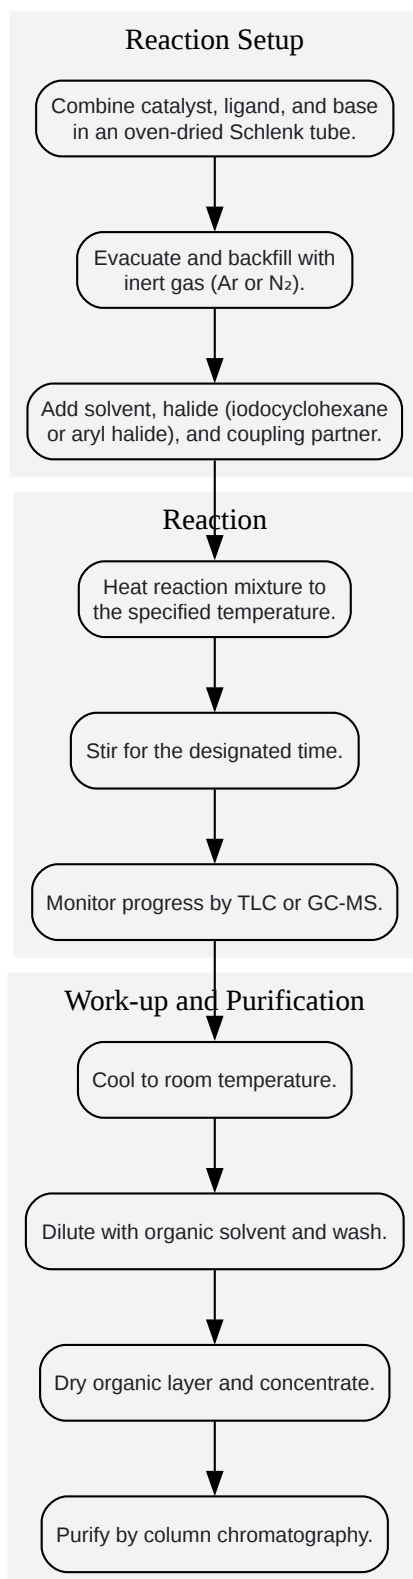 Reaction Setup
Combine catalyst, ligand, and base
in an oven-dried Schlenk tube.
Evacuate and backfill with
inert gas (Ar or N₂).
Add solvent, halide (iodocyclohexane
or aryl halide), and coupling partner.
Reaction
Heat reaction mixture to
the specified temperature.
Stir for the designated time.
Monitor progress by TLC or GC-MS.
Work-up and Purification
Cool to room temperature.
Dilute with organic solvent and wash.
Dry organic layer and concentrate.
Purify by column chromatography.